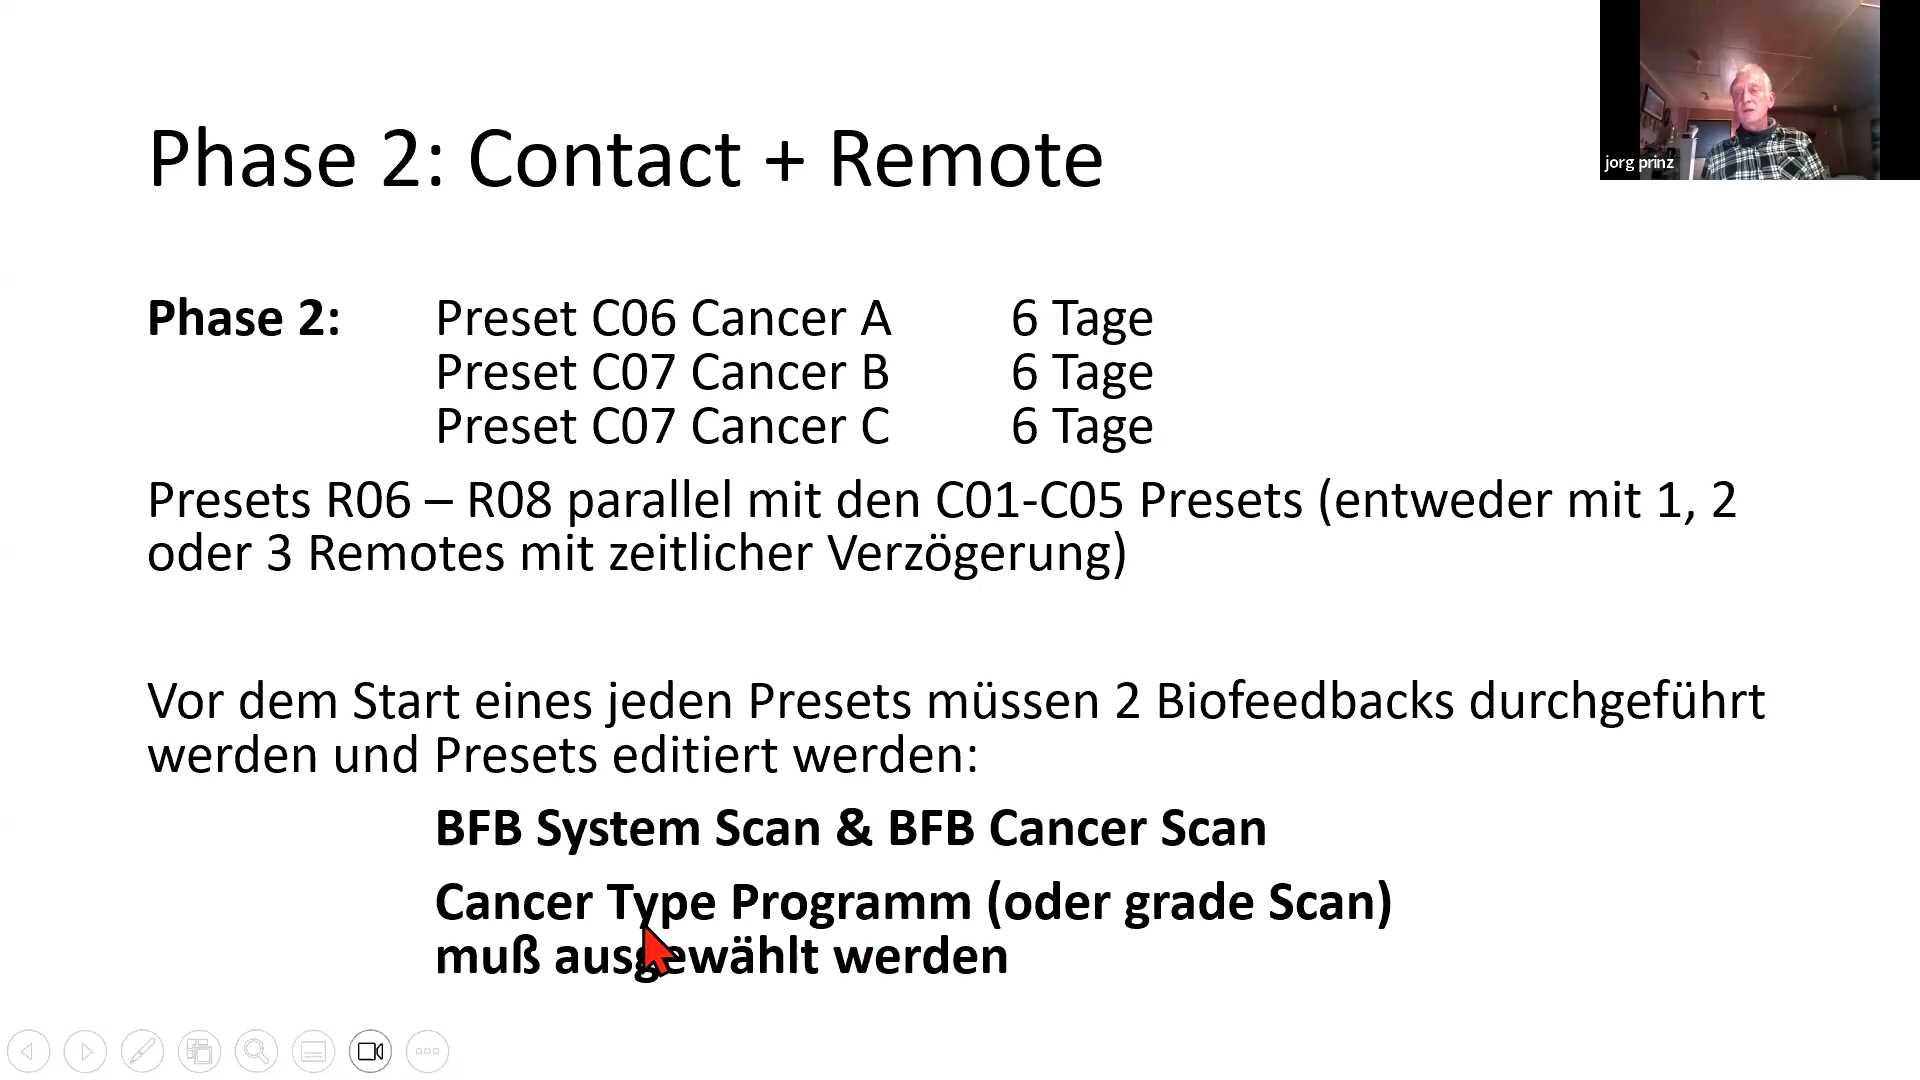 Phase 2: Contact + Remote
jorg prinz
Phase 2: Preset C06 Cancer A 6 Tage
Preset C07 Cancer B 6 Tage
Preset C07 Cancer C 6 Tage
Presets R06 – R08 parallel mit den C01-C05 Presets (entweder mit 1, 2
oder 3 Remotes mit zeitlicher Verzögerung)
Vor dem Start eines jeden Presets müssen 2 Biofeedbacks durchgeführt
werden und Presets editiert werden:
BFB System Scan & BFB Cancer Scan
Cancer Type Programm (oder grade Scan)
muß ausgewählt werden